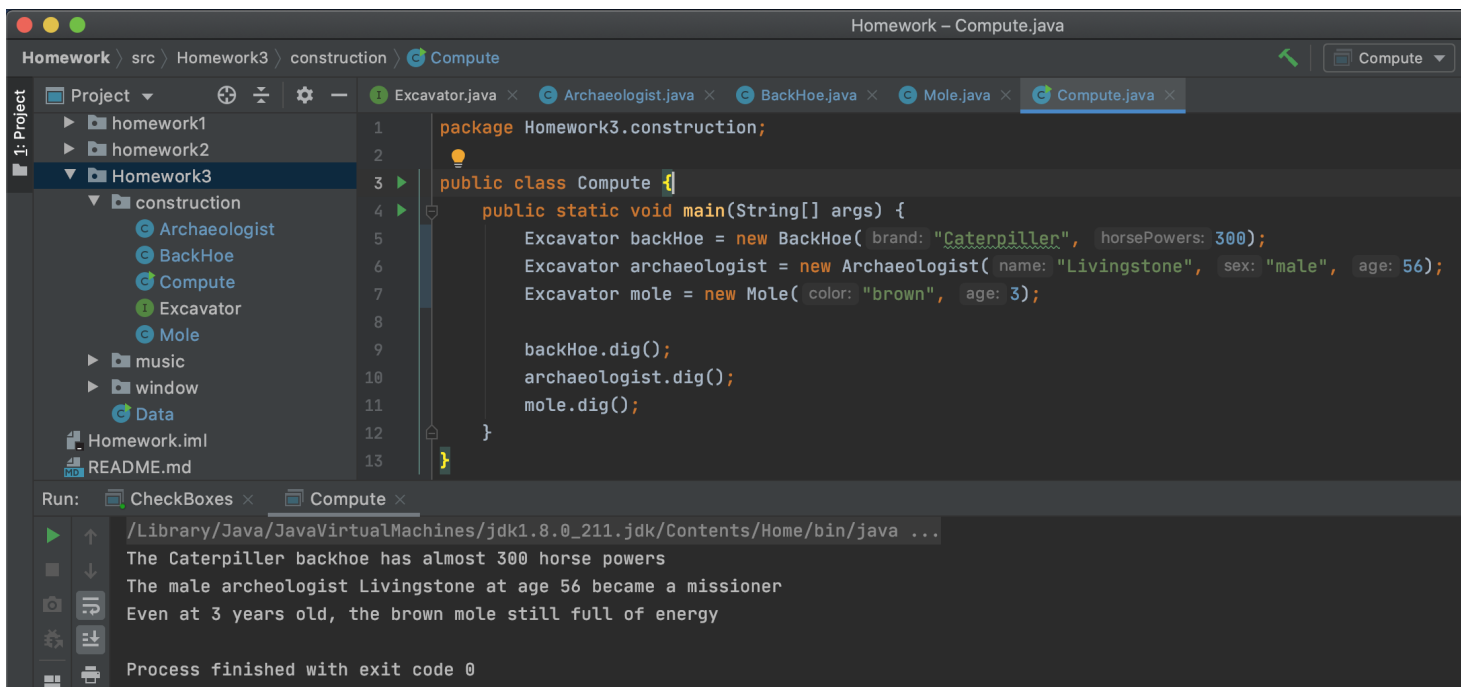 Homework – Compute.java
Homework 〉 src 〉 Homework3 〉 construction 〉 Compute
Compute
1: Project
Project
homework1
homework2
Homework3
construction
Archaeologist
BackHoe
Compute
Excavator
Mole
music
window
Data
Homework.iml
README.md
Excavator.java × Archaeologist.java × BackHoe.java × Mole.java × Compute.java ×
1 package Homework3.construction;
2
3 public class Compute {
4 public static void main(String[] args) {
5 Excavator backHoe = new BackHoe( brand: "Caterpiller", horsePowers: 300);
6 Excavator archaeologist = new Archaeologist( name: "Livingstone", sex: "male", age: 56);
7 Excavator mole = new Mole( color: "brown", age: 3);
8
9 backHoe.dig();
10 archaeologist.dig();
11 mole.dig();
12 }
13 }
Run: CheckBoxes × Compute ×
/Library/Java/JavaVirtualMachines/jdk1.8.0_211.jdk/Contents/Home/bin/java ...
The Caterpiller backhoe has almost 300 horse powers
The male archeologist Livingstone at age 56 became a missioner
Even at 3 years old, the brown mole still full of energy
Process finished with exit code 0